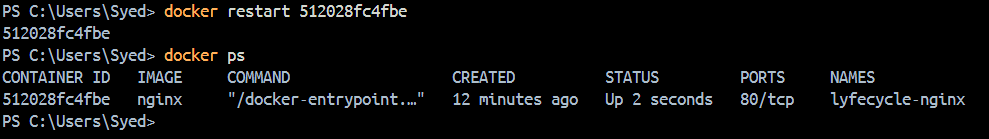 PS C:\Users\Syed> docker restart 512028fc4fbe
512028fc4fbe
PS C:\Users\Syed> docker ps
CONTAINER ID   IMAGE     COMMAND                  CREATED          STATUS         PORTS     NAMES
512028fc4fbe   nginx     "/docker-entrypoint.…"   12 minutes ago   Up 2 seconds   80/tcp    lyfecycle-nginx
PS C:\Users\Syed>